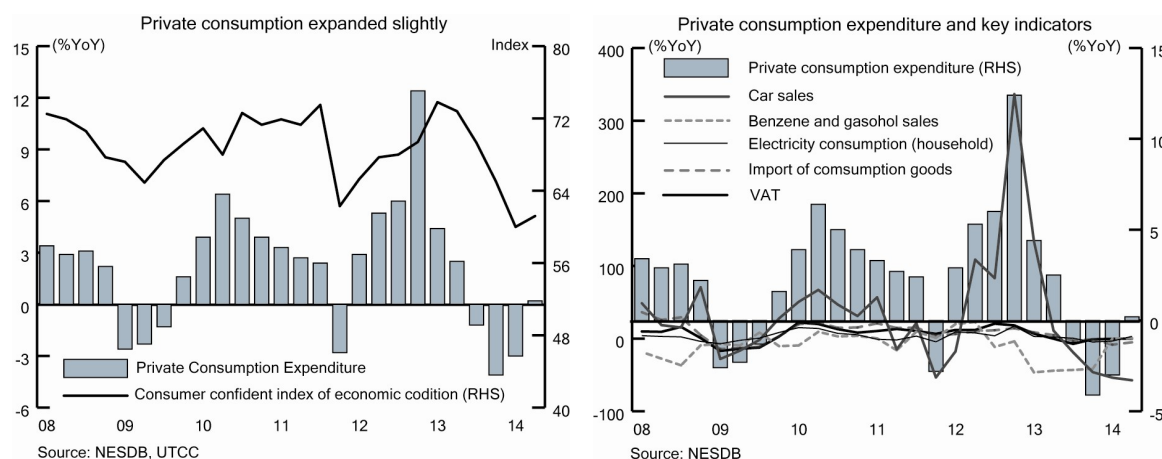 Private consumption expanded slightly
(%YoY)
Index
15
12
9
6
3
0
-3
-6
80
72
64
56
48
40
Private Consumption Expenditure
Consumer confident index of economic codition (RHS)
08 09 10 11 12 13 14
Source: NESDB, UTCC
Private consumption expenditure and key indicators
(%YoY)
(%YoY)
400
300
200
100
0
-100
15
10
5
0
-5
Private consumption expenditure (RHS)
Car sales
Benzene and gasohol sales
Electricity consumption (household)
Import of comsumption goods
VAT
08 09 10 11 12 13 14
Source: NESDB